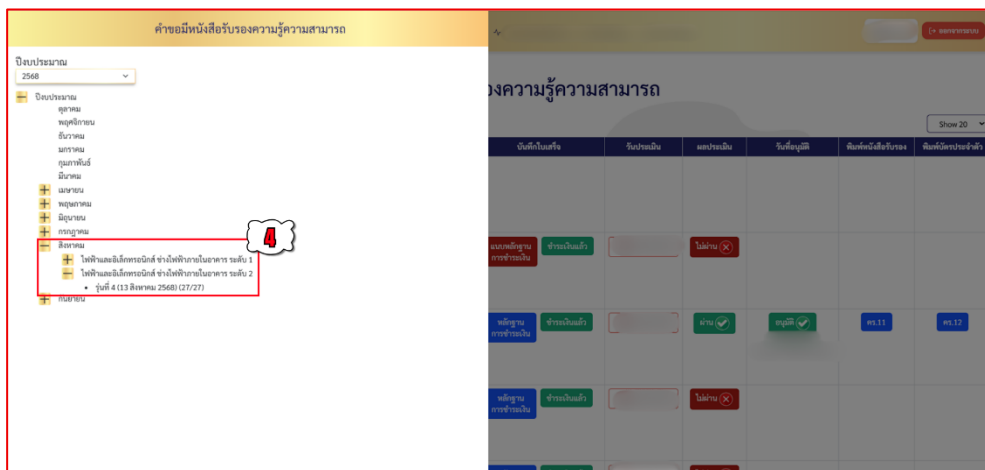 คำขอมีหนังสือรับรองความรู้ความสามารถ
ออกจากระบบ
ปีงบประมาณ
2568
ปีงบประมาณ
ตุลาคม
พฤศจิกายน
ธันวาคม
มกราคม
กุมภาพันธ์
มีนาคม
เมษายน
พฤษภาคม
มิถุนายน
กรกฎาคม
สิงหาคม
4
ไฟฟ้าและอิเล็กทรอนิกส์ ช่างไฟฟ้าภายในอาคาร ระดับ 1
ไฟฟ้าและอิเล็กทรอนิกส์ ช่างไฟฟ้าภายในอาคาร ระดับ 2
รุ่นที่ 4 (13 สิงหาคม 2568) (27/27)
กันยายน
องความรู้ความสามารถ
Show 20
บันทึกใบเสร็จ วันประเมิน ผลประเมิน วันที่อนุมัติ พิมพ์หนังสือรับรอง พิมพ์บัตรประจำตัว
แนบหลักฐาน
การชำระเงิน
ชำระเงินแล้ว
ไม่ผ่าน
หลักฐาน
การชำระเงิน
ชำระเงินแล้ว
ผ่าน
อนุมัติ
คร.11
คร.12
หลักฐาน
การชำระเงิน
ชำระเงินแล้ว
ไม่ผ่าน